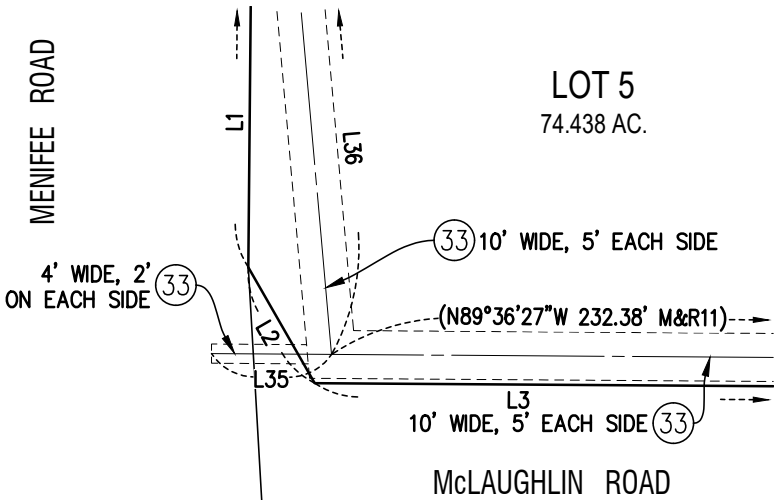 MENIFEE ROAD
L1
L36
LOT 5
74.438 AC.
33 10' WIDE, 5' EACH SIDE
4' WIDE, 2'
ON EACH SIDE 33
(N89°36'27"W 232.38' M&R11)
L2
L35
L3
10' WIDE, 5' EACH SIDE 33
McLAUGHLIN ROAD